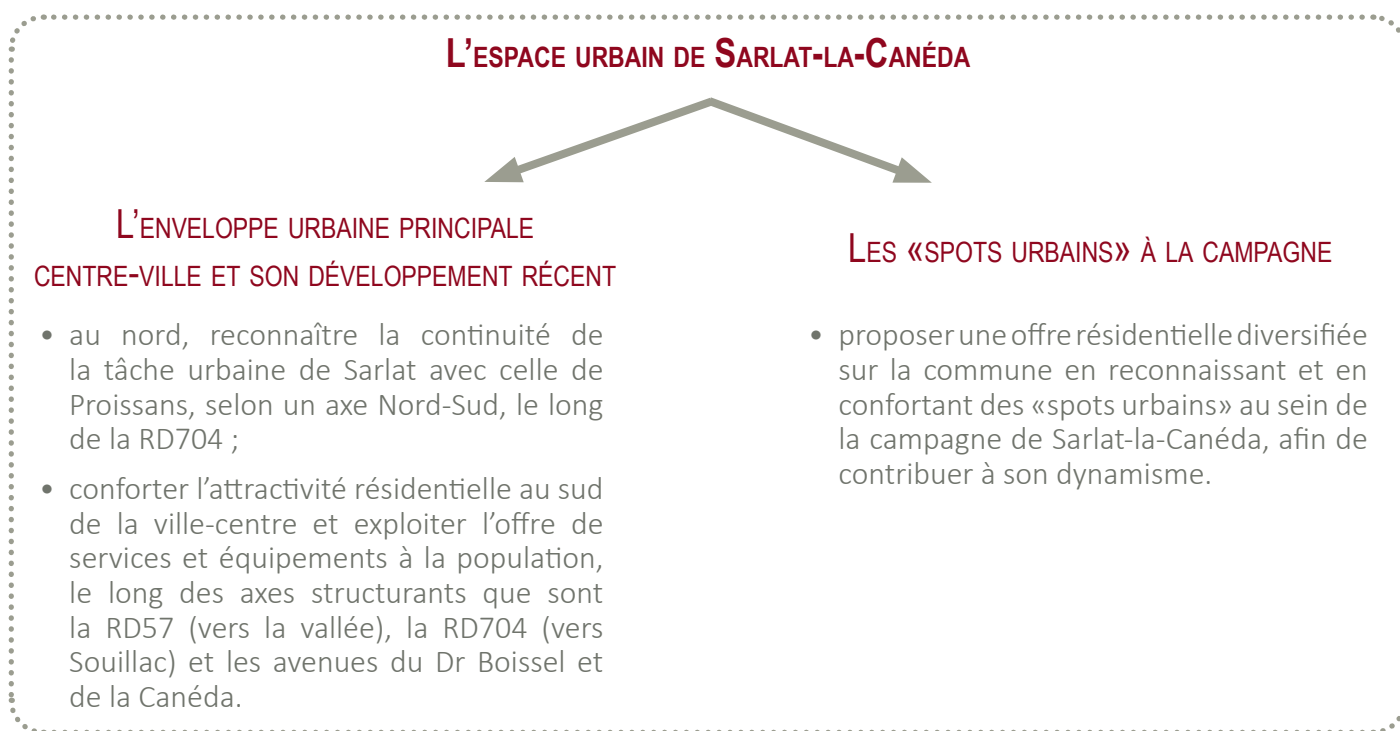 L'espace urbain de Sarlat-la-Canéda
L'enveloppe urbaine principale
centre-ville et son développement récent
• au nord, reconnaître la continuité de
la tâche urbaine de Sarlat avec celle de
Proissans, selon un axe Nord-Sud, le long
de la RD704 ;
• conforter l'attractivité résidentielle au sud
de la ville-centre et exploiter l'offre de
services et équipements à la population,
le long des axes structurants que sont
la RD57 (vers la vallée), la RD704 (vers
Souillac) et les avenues du Dr Boissel et
de la Canéda.
Les «spots urbains» à la campagne
• proposer une offre résidentielle diversifiée
sur la commune en reconnaissant et en
confortant des «spots urbains» au sein de
la campagne de Sarlat-la-Canéda, afin de
contribuer à son dynamisme.